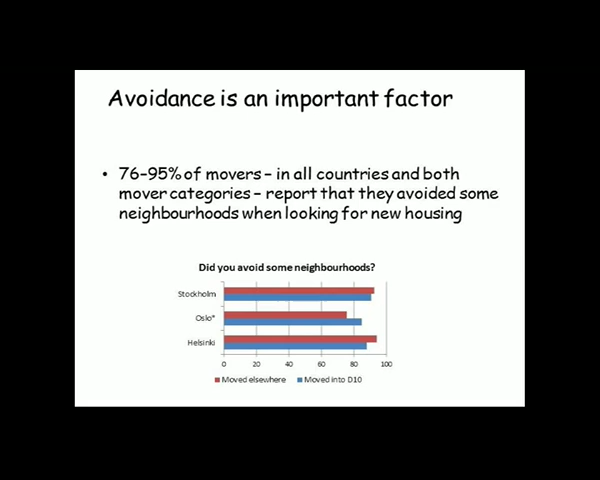 Avoidance is an important factor
• 76–95% of movers – in all countries and both
mover categories – report that they avoided some
neighbourhoods when looking for new housing
Did you avoid some neighbourhoods?
Stockholm
Oslo*
Helsinki
0 20 40 60 80 100
Moved elsewhere Moved into D10